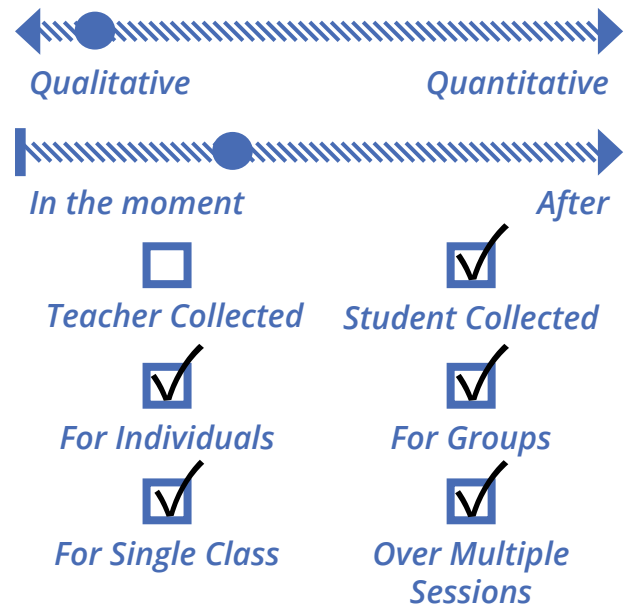 Qualitative Quantitative
In the moment After
Teacher Collected Student Collected
For Individuals For Groups
For Single Class Over Multiple
Sessions